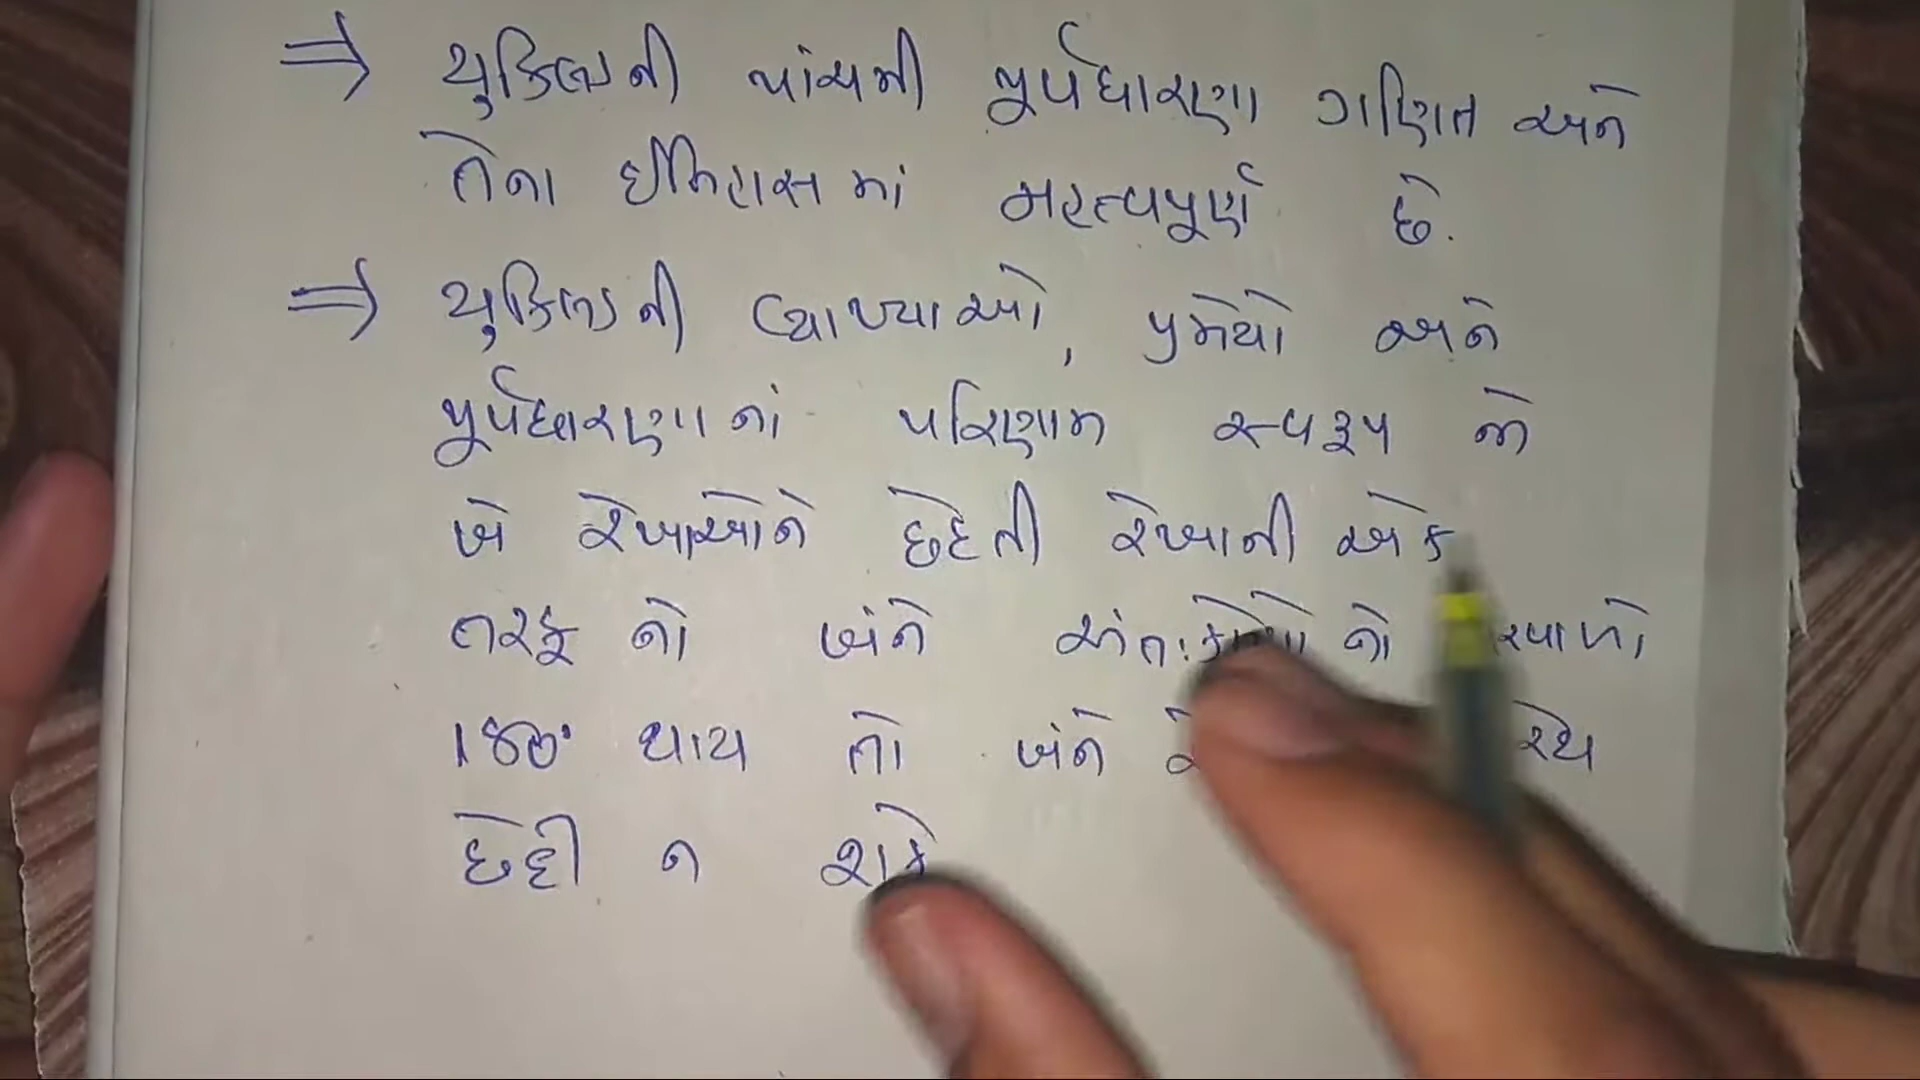 ⇒ યુક્લિડની પાંચમી પૂર્વધારણા ગણિત અને
તેના ઈતિહાસમાં મહત્વપૂર્ણ છે.
⇒ યુક્લિડની વ્યાખ્યાઓ, પ્રમેયો અને
પૂર્વધારણાનાં પરિણામ સ્વરૂપ જો
બે રેખાઓને છેદતી રેખાની એક
તરફ નો બંને અંતઃકોણો નો
180° થાય તો બંને
છેદી ન શકે